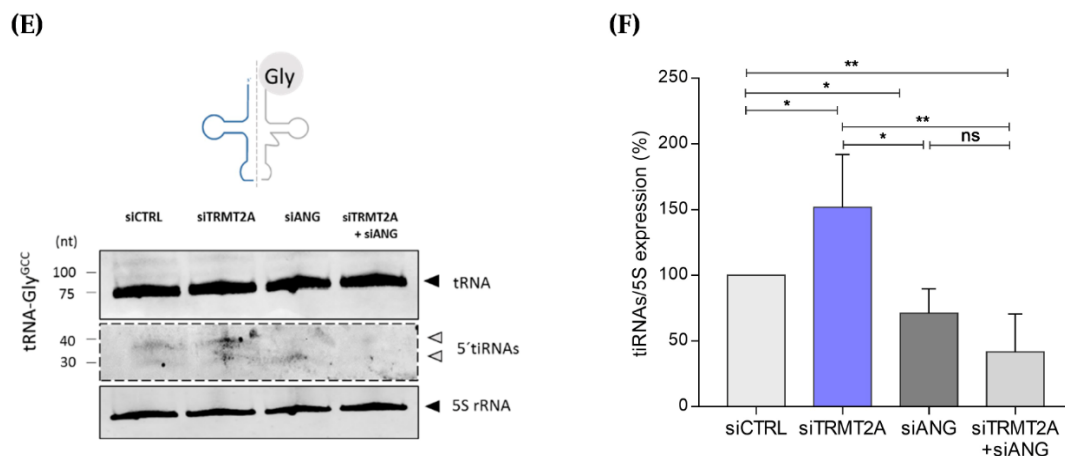 (E)
Gly
siCTRL siTRMT2A siANG siTRMT2A + siANG
(nt)
tRNA-Gly^GCC
100
75
tRNA
40
30
5´tiRNAs
5S rRNA
(F)
tiRNAs/5S expression (%)
250
200
150
100
50
0
**
*
*
**
*
ns
siCTRL siTRMT2A siANG siTRMT2A
+siANG